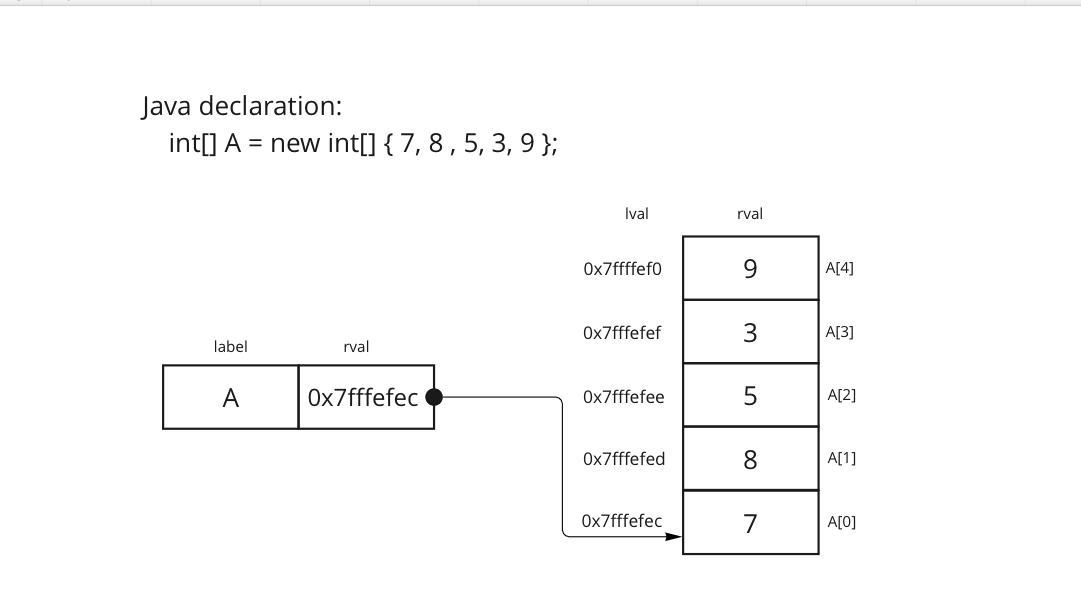 Java declaration:
int[] A = new int[] { 7, 8 , 5, 3, 9 };
lval rval
0x7ffffef0 9 A[4]
0x7fffefef 3 A[3]
label rval
A 0x7fffefec
0x7fffefee 5 A[2]
0x7fffefed 8 A[1]
0x7fffefec 7 A[0]